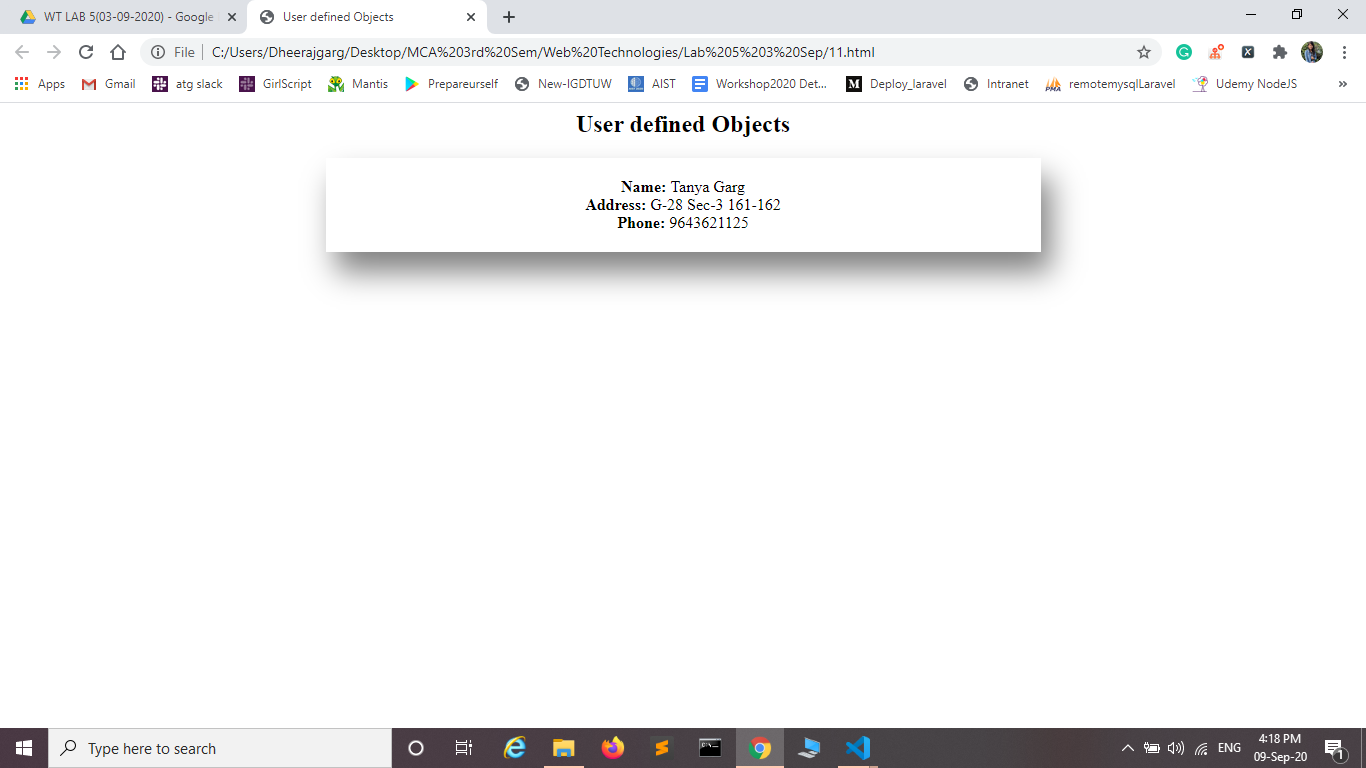 WT LAB 5(03-09-2020) - Google
User defined Objects
File
C:/Users/Dheerajgarg/Desktop/MCA%203rd%20Sem/Web%20Technologies/Lab%205%203%20Sep/11.html
Apps
Gmail
atg slack
GirlScript
Mantis
Prepareurself
New-IGDTUW
AIST
Workshop2020 Det...
Deploy_laravel
Intranet
remotemysqlLaravel
Udemy NodeJS
»
User defined Objects
Name: Tanya Garg
Address: G-28 Sec-3 161-162
Phone: 9643621125
Type here to search
ENG
4:18 PM
09-Sep-20
1